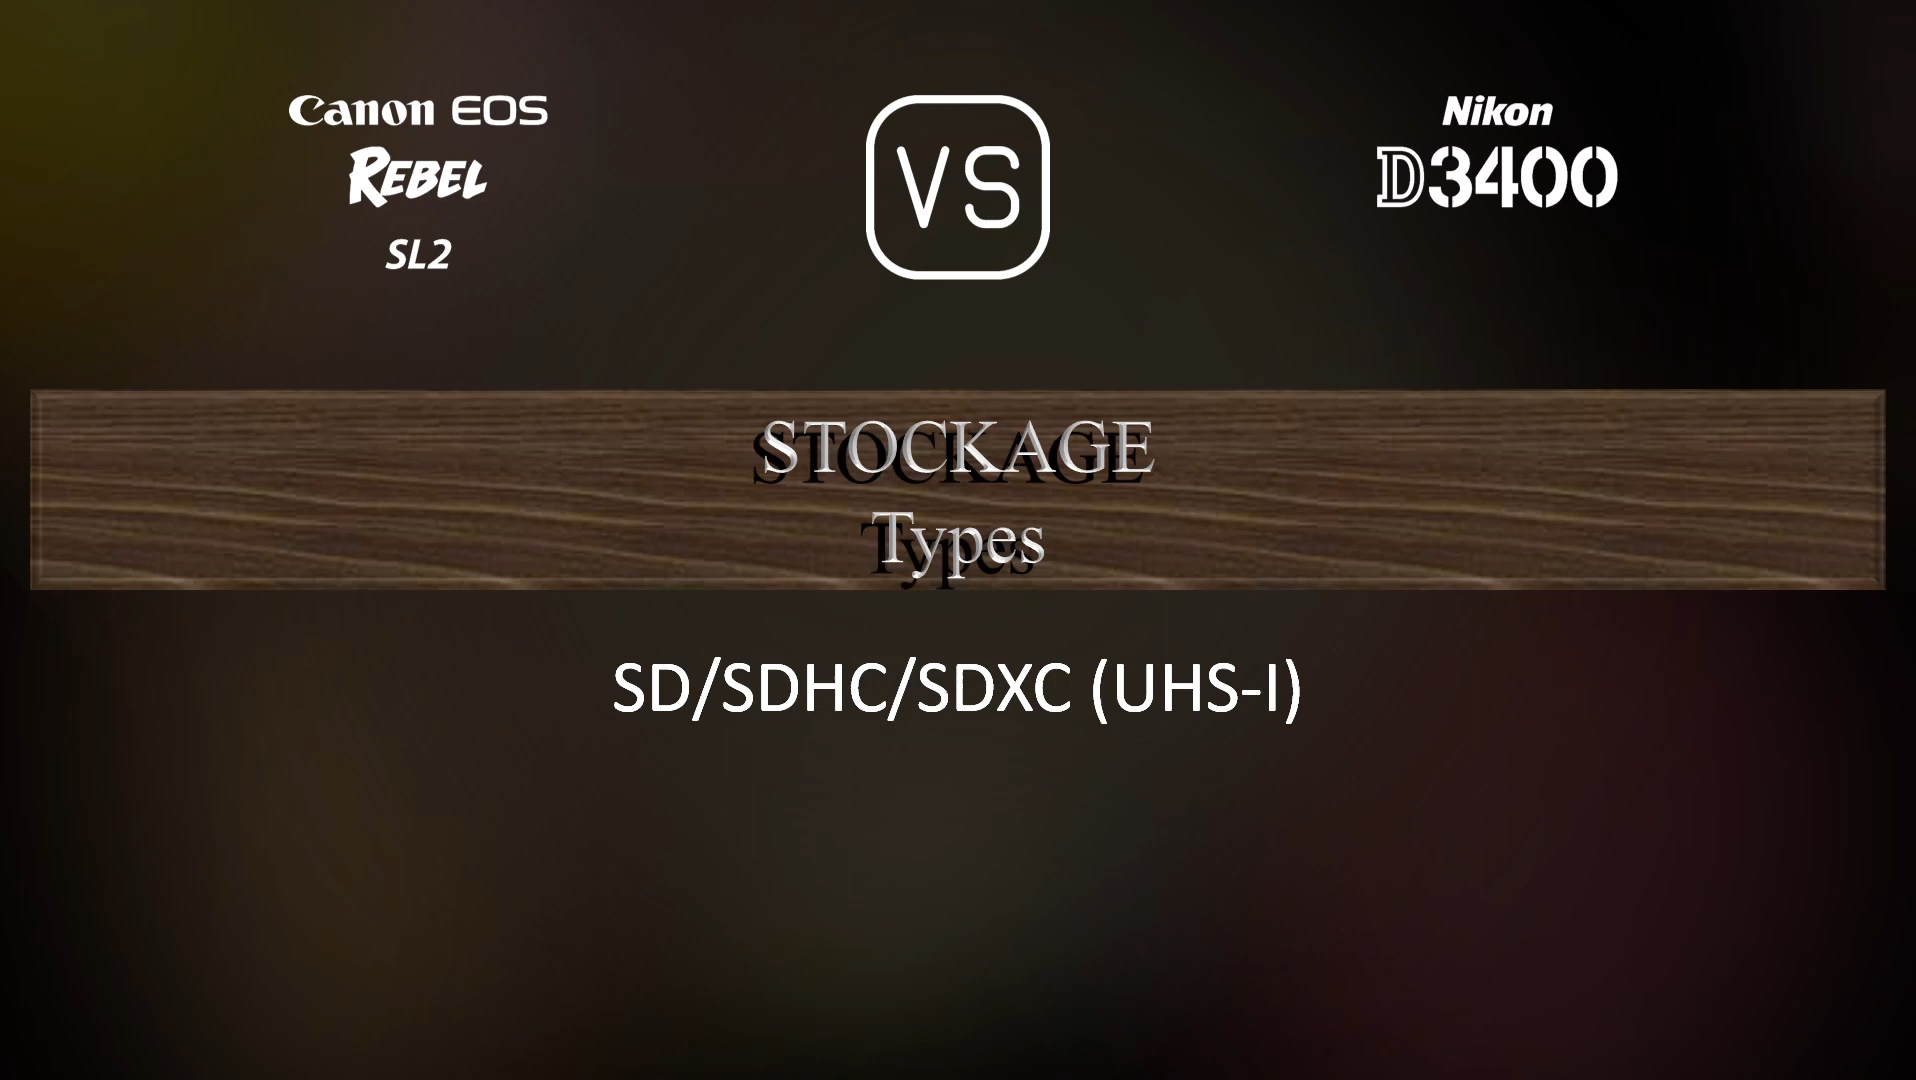 Canon EOS
REBEL
SL2
VS
Nikon
D3400
STOCKAGE
Types
SD/SDHC/SDXC (UHS-I)